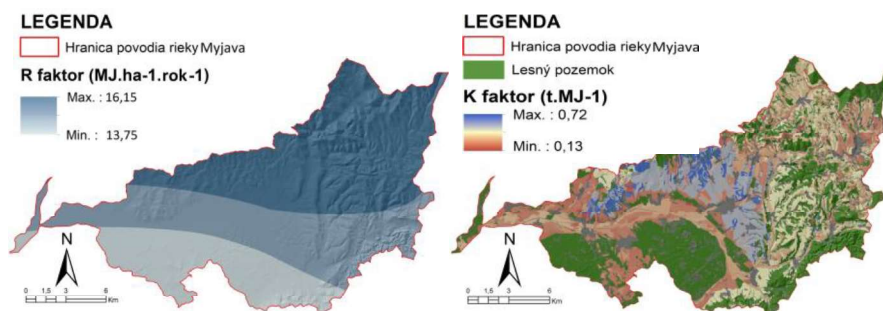 LEGENDA
Hranica povodia rieky Myjava
R faktor (MJ.ha-1.rok-1)
Max. : 16,15
Min. : 13,75
N
0 1,5 3 6
Km
LEGENDA
Hranica povodia rieky Myjava
Lesný pozemok
K faktor (t.MJ-1)
Max. : 0,72
Min. : 0,13
N
0 1,5 3 6
Km